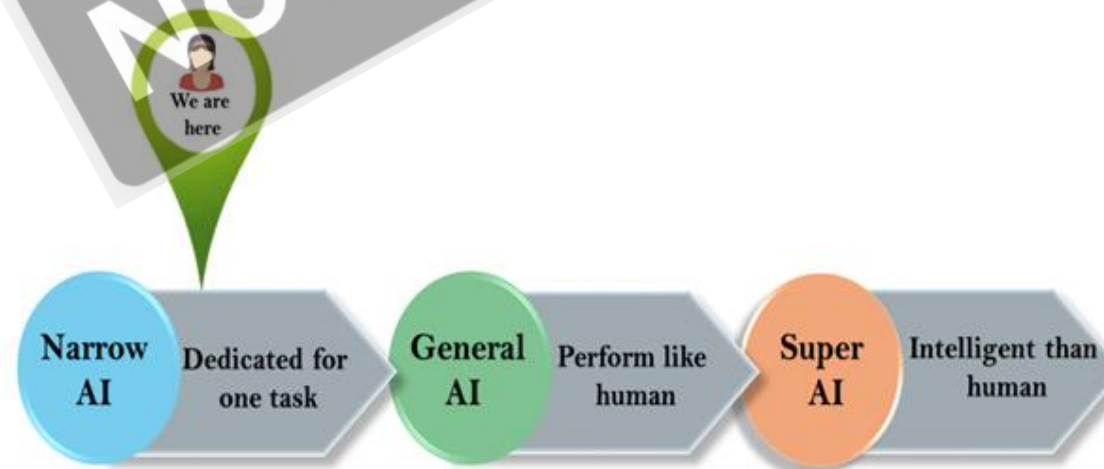 We are
here
Narrow
AI
Dedicated for
one task
General
AI
Perform like
human
Super
AI
Intelligent than
human